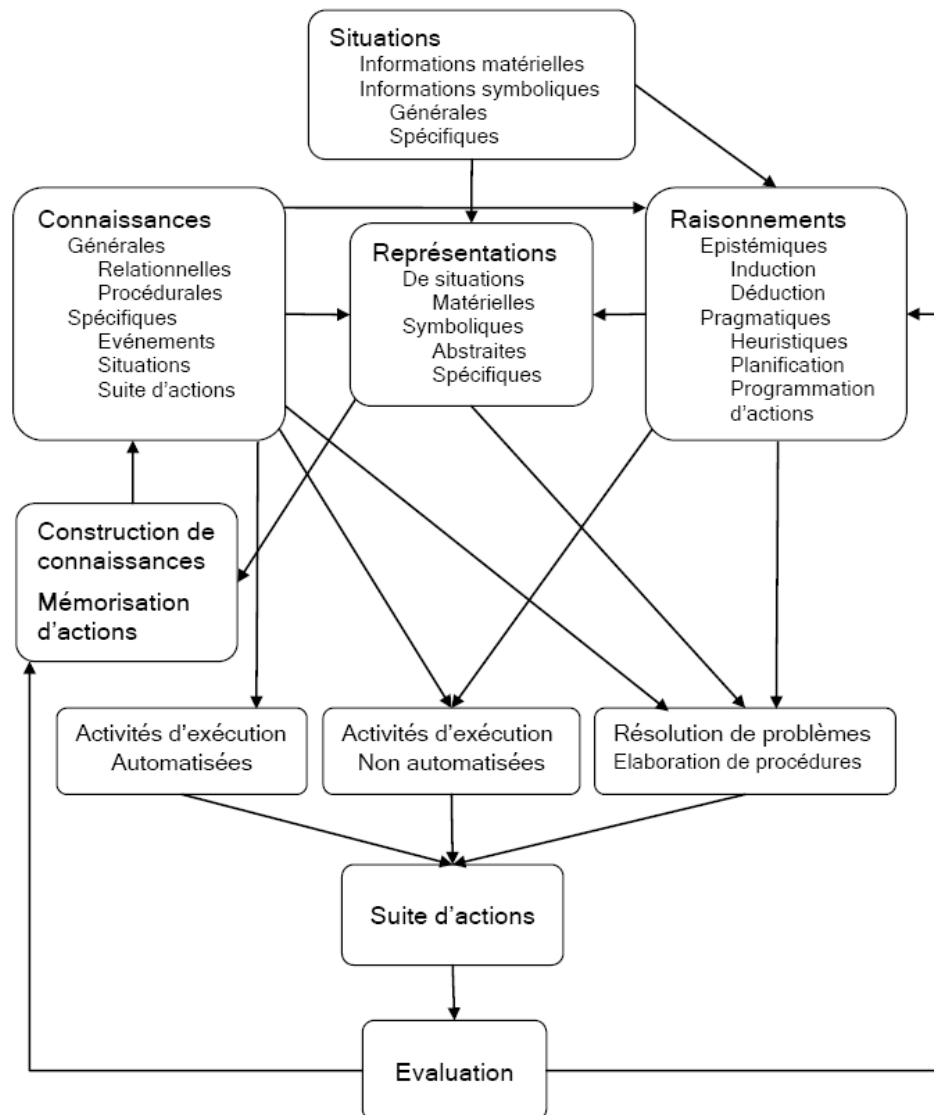 Situations
Informations matérielles
Informations symboliques
Générales
Spécifiques
Connaissances
Générales
Relationnelles
Procédurales
Spécifiques
Evénements
Situations
Suite d'actions
Représentations
De situations
Matérielles
Symboliques
Abstraites
Spécifiques
Raisonnements
Epistémiques
Induction
Déduction
Pragmatiques
Heuristiques
Planification
Programmation
d'actions
Construction de
connaissances
Mémorisation
d'actions
Activités d'exécution
Automatisées
Activités d'exécution
Non automatisées
Résolution de problèmes
Elaboration de procédures
Suite d'actions
Evaluation